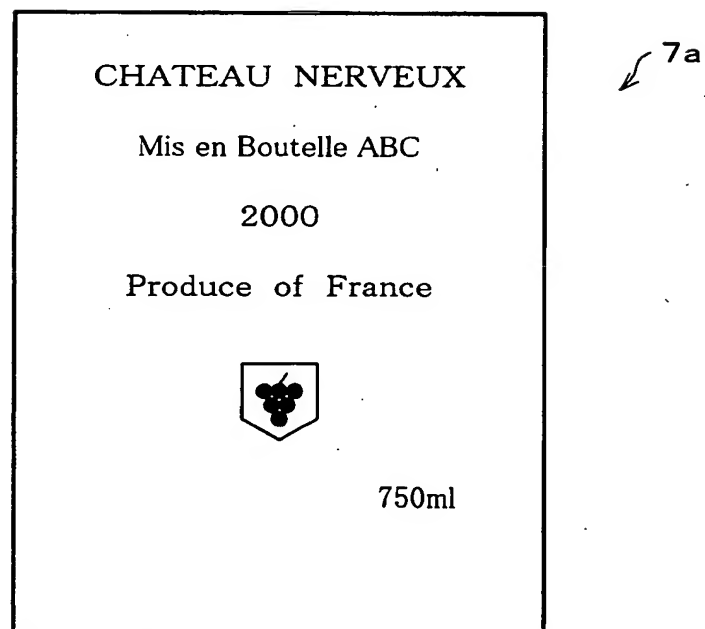 CHATEAU NERVEUX
7a
Mis en Boutelle ABC
2000
Produce of France
750ml